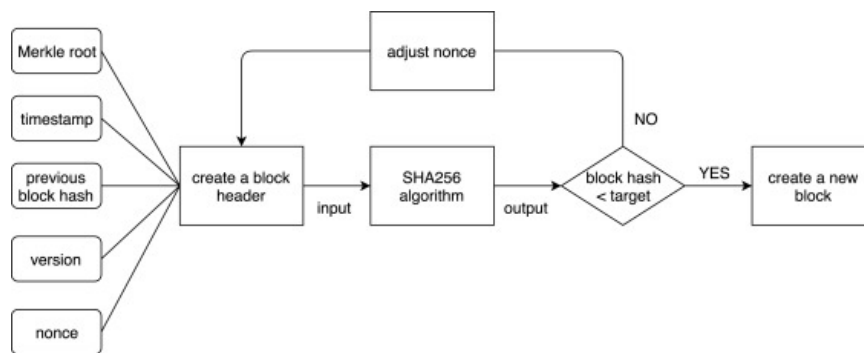 Merkle root
timestamp
previous
block hash
version
nonce
adjust nonce
create a block
header
input
SHA256
algorithm
output
block hash
< target
NO
YES
create a new
block